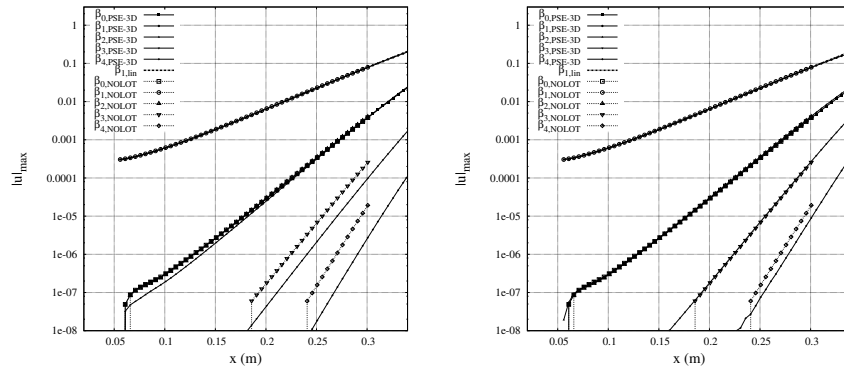 β0,PSE-3D
β1,PSE-3D
β2,PSE-3D
β3,PSE-3D
β4,PSE-3D
β1,lin
β0,NOLOT
β1,NOLOT
β2,NOLOT
β3,NOLOT
β4,NOLOT
1
0.1
0.01
0.001
0.0001
1e-05
1e-06
1e-07
1e-08
|u|max
0.05 0.1 0.15 0.2 0.25 0.3
x (m)
β0,PSE-3D
β1,PSE-3D
β2,PSE-3D
β3,PSE-3D
β4,PSE-3D
β1,lin
β0,NOLOT
β1,NOLOT
β2,NOLOT
β3,NOLOT
β4,NOLOT
1
0.1
0.01
0.001
0.0001
1e-05
1e-06
1e-07
1e-08
|u|max
0.05 0.1 0.15 0.2 0.25 0.3
x (m)